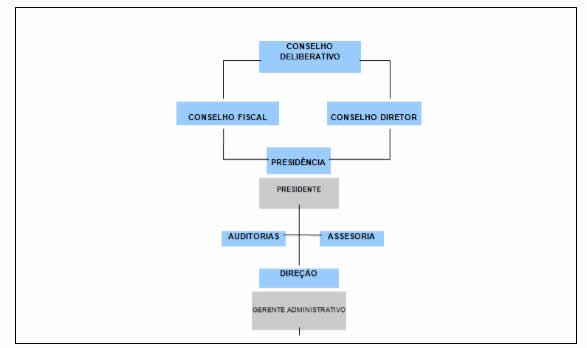 CONSELHO
DELIBERATIVO
CONSELHO FISCAL
CONSELHO DIRETOR
PRESIDÊNCIA
PRESIDENTE
AUDITORIAS
ASSESORIA
DIREÇÃO
GERENTE ADMINISTRATIVO